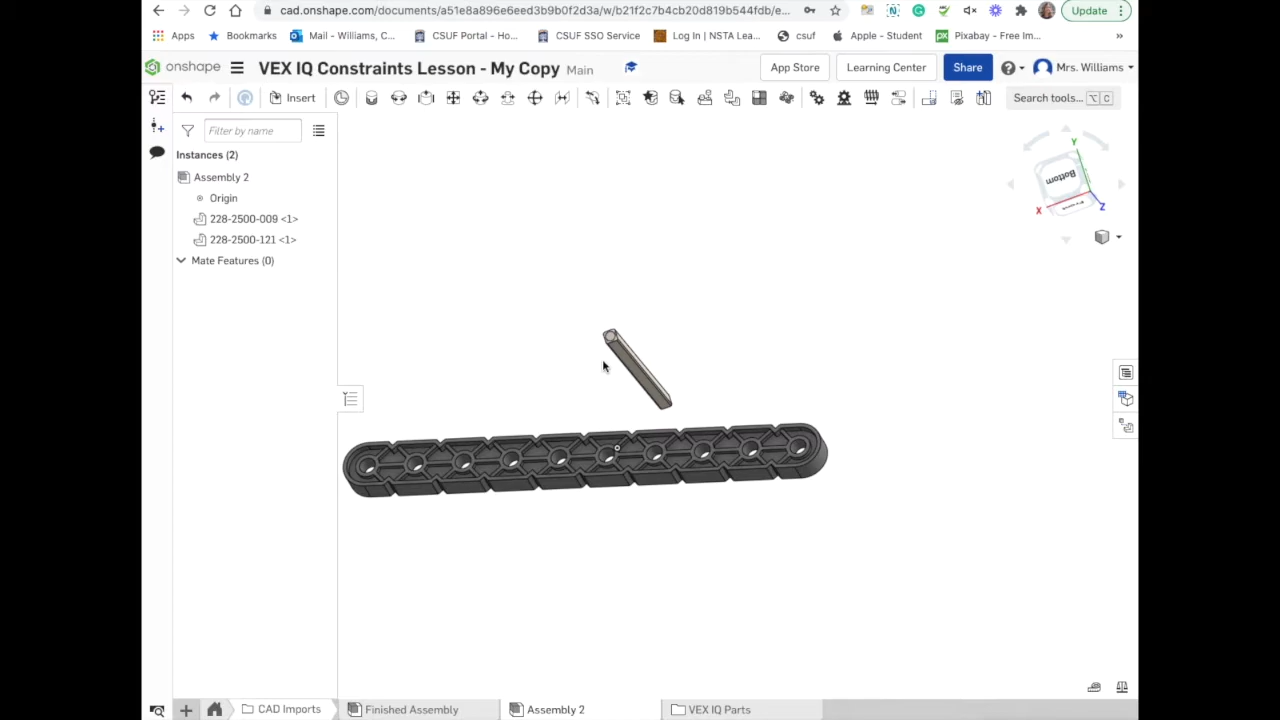 cad.onshape.com/documents/a51e8a896e6eed3b9b0f2d3a/w/b21f2c7b4cb20d819b544fdb/e...
Update
Apps
Bookmarks
Mail - Williams, C...
CSUF Portal - Ho...
CSUF SSO Service
Log In | NSTA Lea...
csuf
Apple - Student
Pixabay - Free Im...
»
onshape
VEX IQ Constraints Lesson - My Copy Main
App Store
Learning Center
Share
Mrs. Williams
Insert
Search tools... ⌥ C
Filter by name
Instances (2)
Assembly 2
Origin
228-2500-009 <1>
228-2500-121 <1>
Mate Features (0)
Y
Bottom
X
Z
CAD Imports
Finished Assembly
Assembly 2
VEX IQ Parts